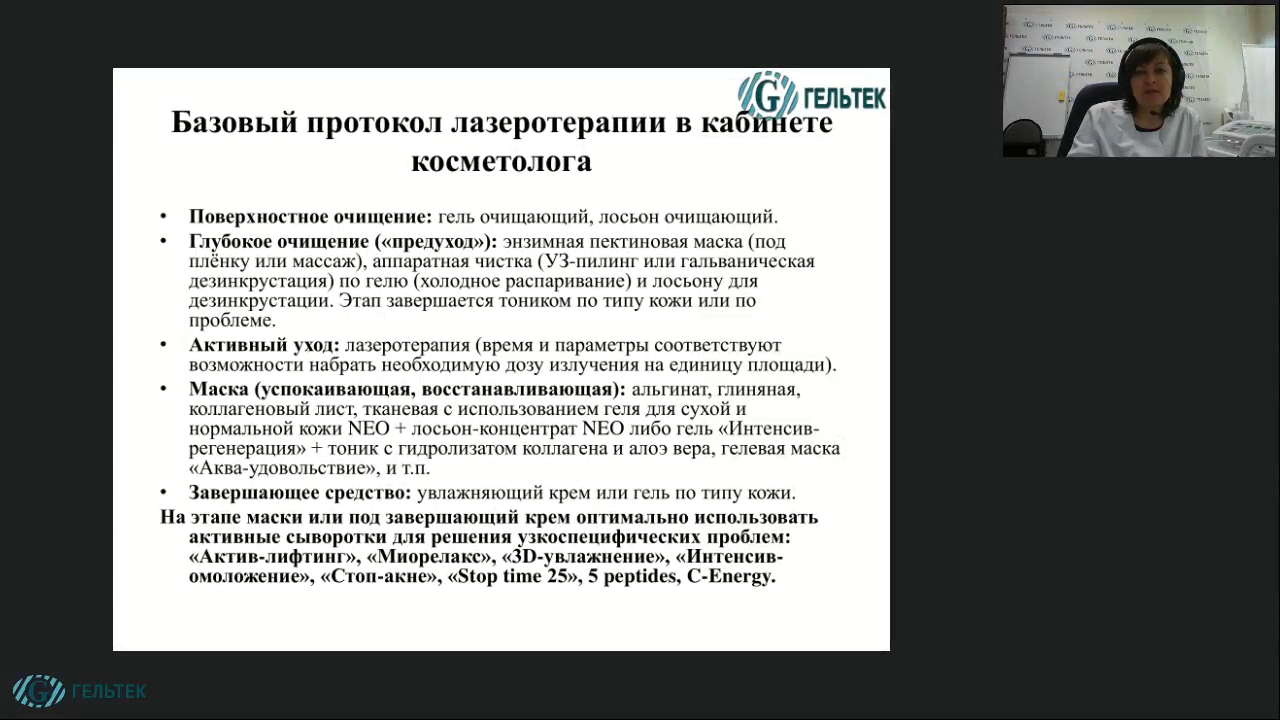 ГЕЛЬТЕК
Базовый протокол лазеротерапии в кабинете
косметолога
• Поверхностное очищение: гель очищающий, лосьон очищающий.
• Глубокое очищение («предуход»): энзимная пектиновая маска (под
плёнку или массаж), аппаратная чистка (УЗ-пилинг или гальваническая
дезинкрустация) по гелю (холодное распаривание) и лосьону для
дезинкрустации. Этап завершается тоником по типу кожи или по
проблеме.
• Активный уход: лазеротерапия (время и параметры соответствуют
возможности набрать необходимую дозу излучения на единицу площади).
• Маска (успокаивающая, восстанавливающая): альгинат, глиняная,
коллагеновый лист, тканевая с использованием геля для сухой и
нормальной кожи NEO + лосьон-концентрат NEO либо гель «Интенсив-
регенерация» + тоник с гидролизатом коллагена и алоэ вера, гелевая маска
«Аква-удовольствие», и т.п.
• Завершающее средство: увлажняющий крем или гель по типу кожи.
На этапе маски или под завершающий крем оптимально использовать
активные сыворотки для решения узкоспецифических проблем:
«Актив-лифтинг», «Миорелакс», «3D-увлажнение», «Интенсив-
омоложение», «Стоп-акне», «Stop time 25», 5 peptides, C-Energy.
ГЕЛЬТЕК